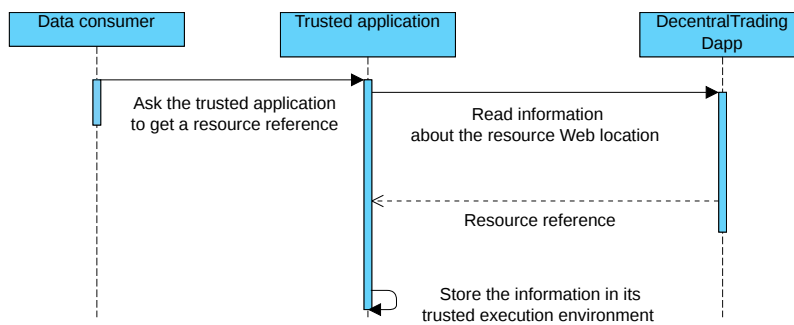 Data consumer
Trusted application
DecentralTrading
Dapp
Ask the trusted application
to get a resource reference
Read information
about the resource Web location
Resource reference
Store the information in its
trusted execution environment